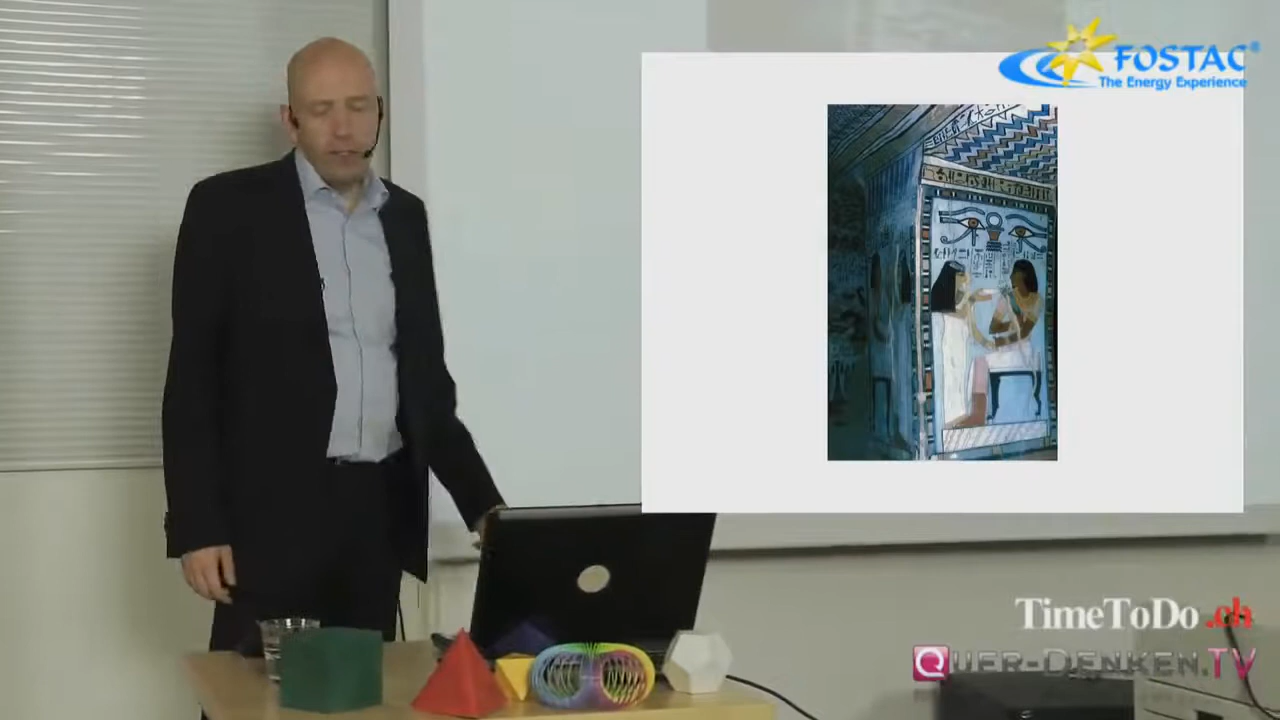 FOSTAC®
The Energy Experience
TimeToDo.ch
QUER-DENKEN.TV